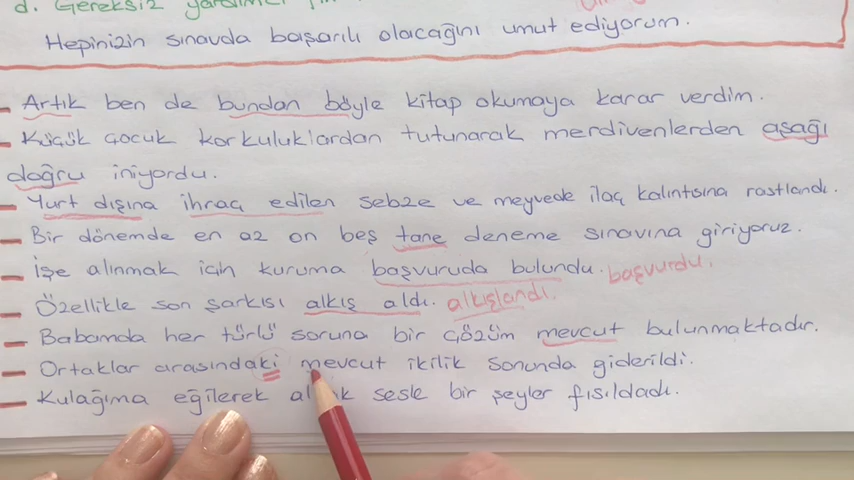 d. Gereksiz
Hepinizin sınavda başarılı olacağını umut ediyorum.
- Artık ben de bundan böyle kitap okumaya karar verdim.
- Küçük çocuk korkuluklardan tutunarak merdivenlerden aşağı
doğru iniyordu.
- Yurt dışına ihraç edilen sebze ve meyvede ilaç kalıntısına rastlandı.
- Bir dönemde en az on beş tane deneme sınavına giriyoruz.
- İşe alınmak için kuruma başvuruda bulundu. başvurdu.
- Özellikle son şarkısı alkış aldı. alkışlandı.
- Babamda her türlü soruna bir çözüm mevcut bulunmaktadır.
- Ortaklar arasındaki mevcut ikilik sonunda giderildi.
- Kulağıma eğilerek sesle bir şeyler fısıldadı.